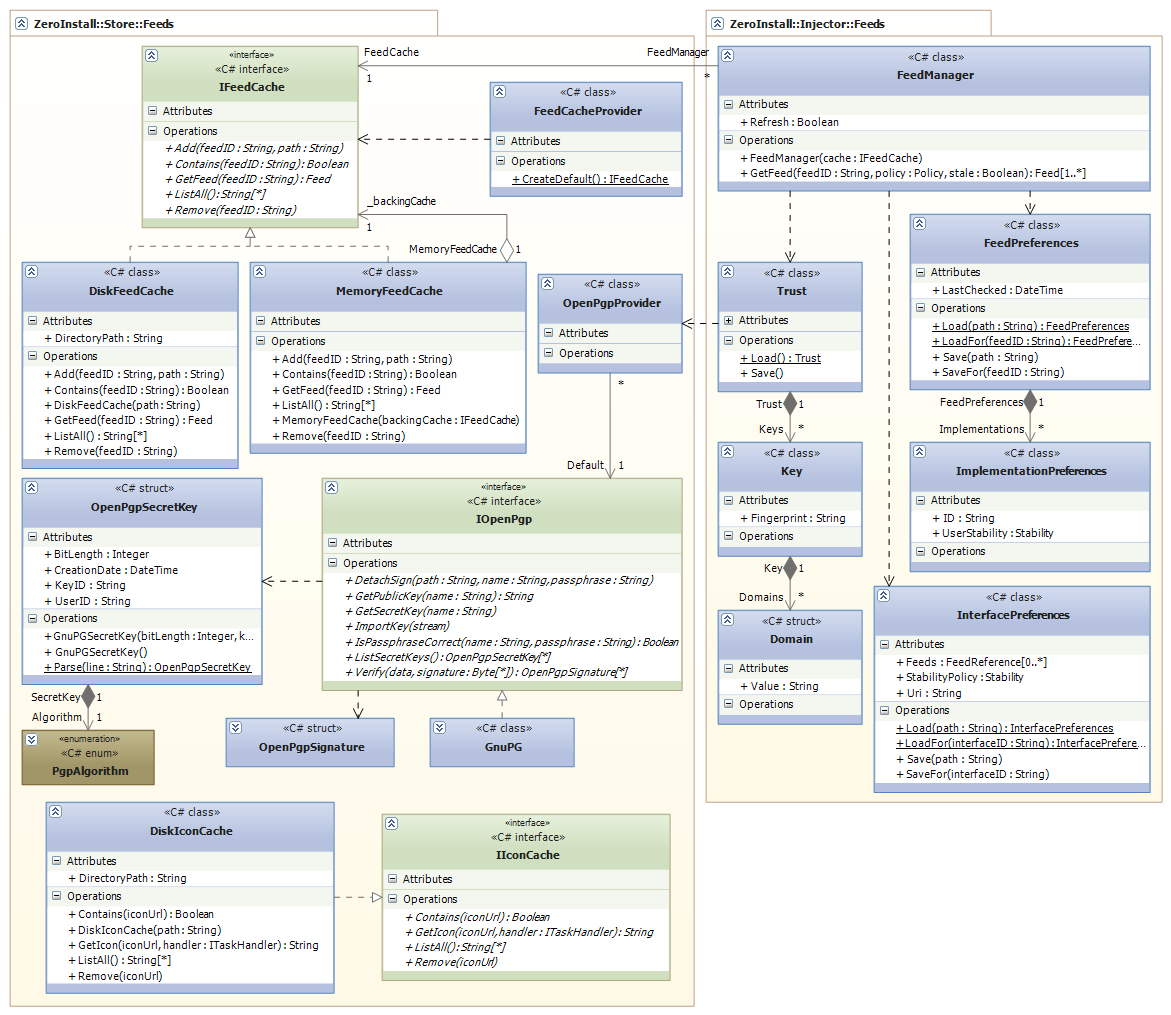 ZeroInstall::Store::Feeds
«interface»
«C# interface»
IFeedCache
Attributes
Operations
+ Add(feedID : String, path : String)
+ Contains(feedID : String) : Boolean
+ GetFeed(feedID : String) : Feed
+ ListAll() : String[*]
+ Remove(feedID : String)
FeedCache
1
FeedManager
*
«C# class»
FeedCacheProvider
Attributes
Operations
+ CreateDefault() : IFeedCache
_backingCache
1
MemoryFeedCache
1
«C# class»
DiskFeedCache
Attributes
+ DirectoryPath : String
Operations
+ Add(feedID : String, path : String)
+ Contains(feedID : String) : Boolean
+ DiskFeedCache(path : String)
+ GetFeed(feedID : String) : Feed
+ ListAll() : String[*]
+ Remove(feedID : String)
«C# class»
MemoryFeedCache
Attributes
Operations
+ Add(feedID : String, path : String)
+ Contains(feedID : String) : Boolean
+ GetFeed(feedID : String) : Feed
+ ListAll() : String[*]
+ MemoryFeedCache(backingCache : IFeedCache)
+ Remove(feedID : String)
«C# class»
OpenPgpProvider
Attributes
Operations
*
Default
1
«C# struct»
OpenPgpSecretKey
Attributes
+ BitLength : Integer
+ CreationDate : DateTime
+ KeyID : String
+ UserID : String
Operations
+ GnuPGSecretKey(bitLength : Integer, k...
+ GnuPGSecretKey()
+ Parse(line : String) : OpenPgpSecretKey
SecretKey
1
Algorithm
1
«enumeration»
«C# enum»
PgpAlgorithm
«interface»
«C# interface»
IOpenPgp
Attributes
Operations
+ DetachSign(path : String, name : String, passphrase : String)
+ GetPublicKey(name : String) : String
+ GetSecretKey(name : String)
+ ImportKey(stream)
+ IsPassphraseCorrect(name : String, passphrase : String) : Boolean
+ ListSecretKeys() : OpenPgpSecretKey[*]
+ Verify(data, signature : Byte[*]) : OpenPgpSignature[*]
«C# struct»
OpenPgpSignature
«C# class»
GnuPG
«C# class»
DiskIconCache
Attributes
+ DirectoryPath : String
Operations
+ Contains(iconUrl) : Boolean
+ DiskIconCache(path : String)
+ GetIcon(iconUrl, handler : ITaskHandler) : String
+ ListAll() : String[*]
+ Remove(iconUrl)
«interface»
«C# interface»
IIconCache
Attributes
Operations
+ Contains(iconUrl) : Boolean
+ GetIcon(iconUrl, handler : ITaskHandler) : String
+ ListAll() : String[*]
+ Remove(iconUrl)
ZeroInstall::Injector::Feeds
«C# class»
FeedManager
Attributes
+ Refresh : Boolean
Operations
+ FeedManager(cache : IFeedCache)
+ GetFeed(feedID : String, policy : Policy, stale : Boolean) : Feed[1..*]
«C# class»
Trust
Attributes
Operations
+ Load() : Trust
+ Save()
Trust
1
Keys
*
«C# class»
Key
Attributes
+ Fingerprint : String
Operations
Key
1
Domains
*
«C# struct»
Domain
Attributes
+ Value : String
Operations
«C# class»
FeedPreferences
Attributes
+ LastChecked : DateTime
Operations
+ Load(path : String) : FeedPreferences
+ LoadFor(feedID : String) : FeedPrefere...
+ Save(path : String)
+ SaveFor(feedID : String)
FeedPreferences
1
Implementations
*
«C# class»
ImplementationPreferences
Attributes
+ ID : String
+ UserStability : Stability
Operations
«C# class»
InterfacePreferences
Attributes
+ Feeds : FeedReference[0..*]
+ StabilityPolicy : Stability
+ Uri : String
Operations
+ Load(path : String) : InterfacePreferences
+ LoadFor(interfaceID : String) : InterfacePrefere...
+ Save(path : String)
+ SaveFor(interfaceID : String)